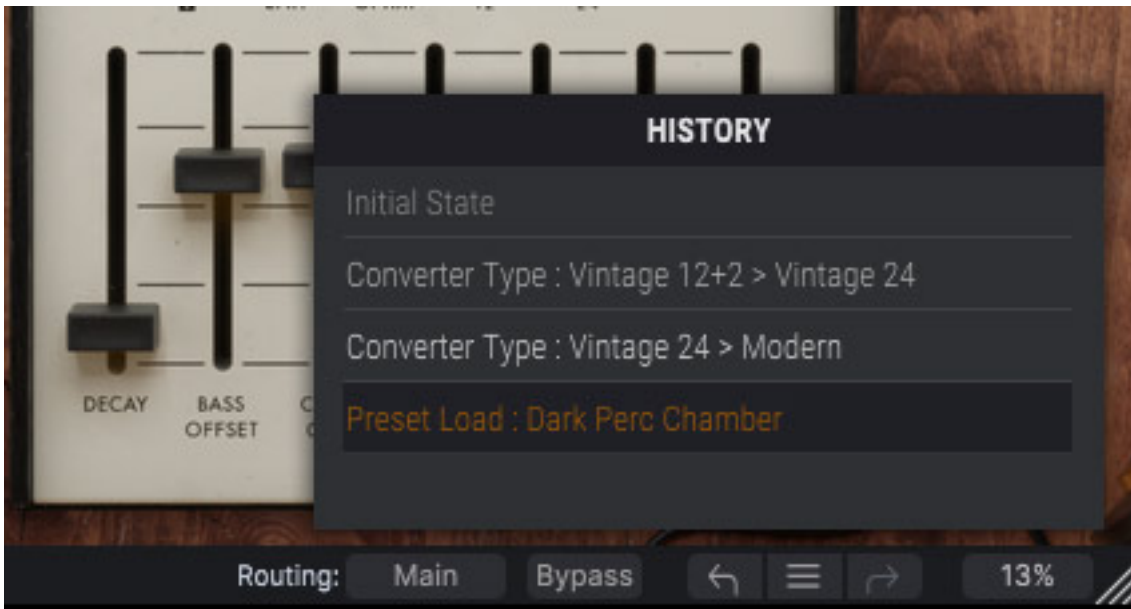 HISTORY
Initial State
Converter Type : Vintage 12+2 > Vintage 24
Converter Type : Vintage 24 > Modern
Preset Load : Dark Perc Chamber
DECAY
BASS
OFFSET
Routing: Main Bypass 13%